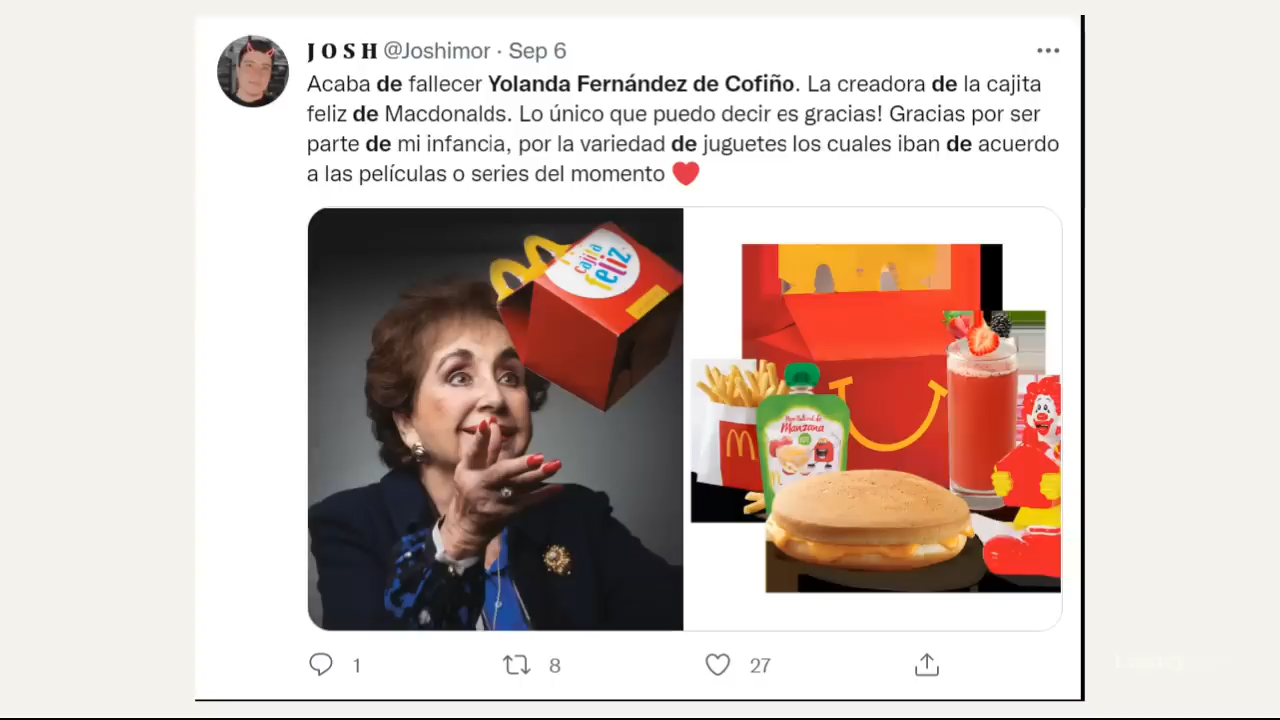 J O S H @Joshimor · Sep 6
Acaba de fallecer Yolanda Fernández de Cofiño. La creadora de la cajita
feliz de Macdonalds. Lo único que puedo decir es gracias! Gracias por ser
parte de mi infancia, por la variedad de juguetes los cuales iban de acuerdo
a las películas o series del momento ❤️
cajita
feliz
Manzana
1
8
27